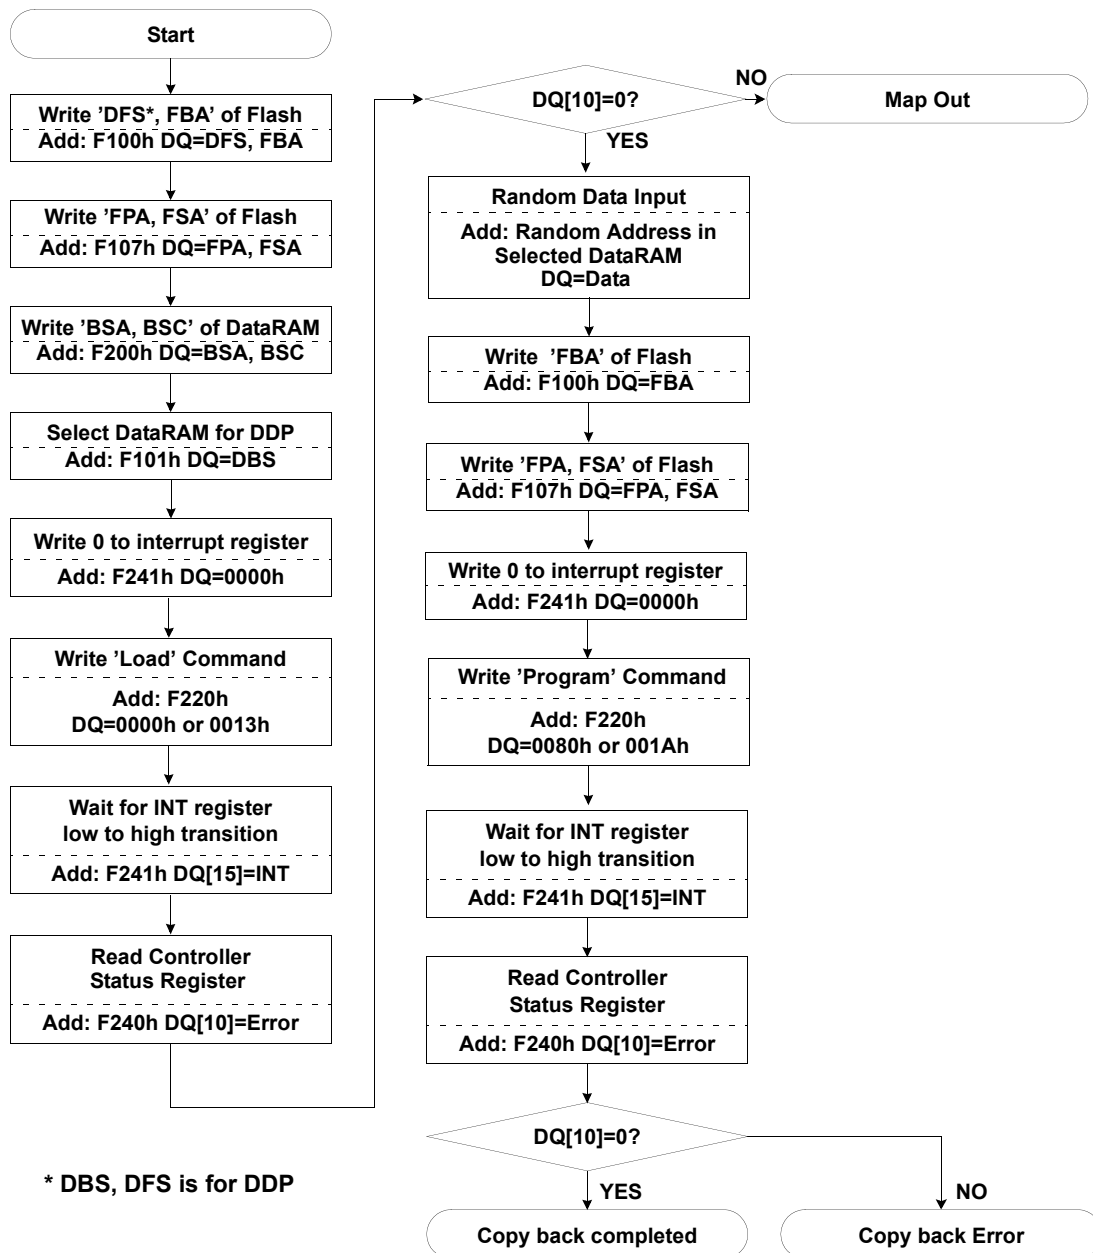 Start
Write 'DFS*, FBA' of Flash
Add: F100h DQ=DFS, FBA
Write ’FPA, FSA’ of Flash
Add: F107h DQ=FPA, FSA
Write ’BSA, BSC’ of DataRAM
Add: F200h DQ=BSA, BSC
Select DataRAM for DDP
Add: F101h DQ=DBS
Write 0 to interrupt register
Add: F241h DQ=0000h
Write ’Load’ Command
Add: F220h
DQ=0000h or 0013h
Wait for INT register
low to high transition
Add: F241h DQ[15]=INT
Read Controller
Status Register
Add: F240h DQ[10]=Error
DQ[10]=0?
NO
Map Out
YES
Random Data Input
Add: Random Address in
Selected DataRAM
DQ=Data
Write ’FBA’ of Flash
Add: F100h DQ=FBA
Write ’FPA, FSA’ of Flash
Add: F107h DQ=FPA, FSA
Write 0 to interrupt register
Add: F241h DQ=0000h
Write ’Program’ Command
Add: F220h
DQ=0080h or 001Ah
Wait for INT register
low to high transition
Add: F241h DQ[15]=INT
Read Controller
Status Register
Add: F240h DQ[10]=Error
DQ[10]=0?
YES
NO
Copy back completed
Copy back Error
* DBS, DFS is for DDP